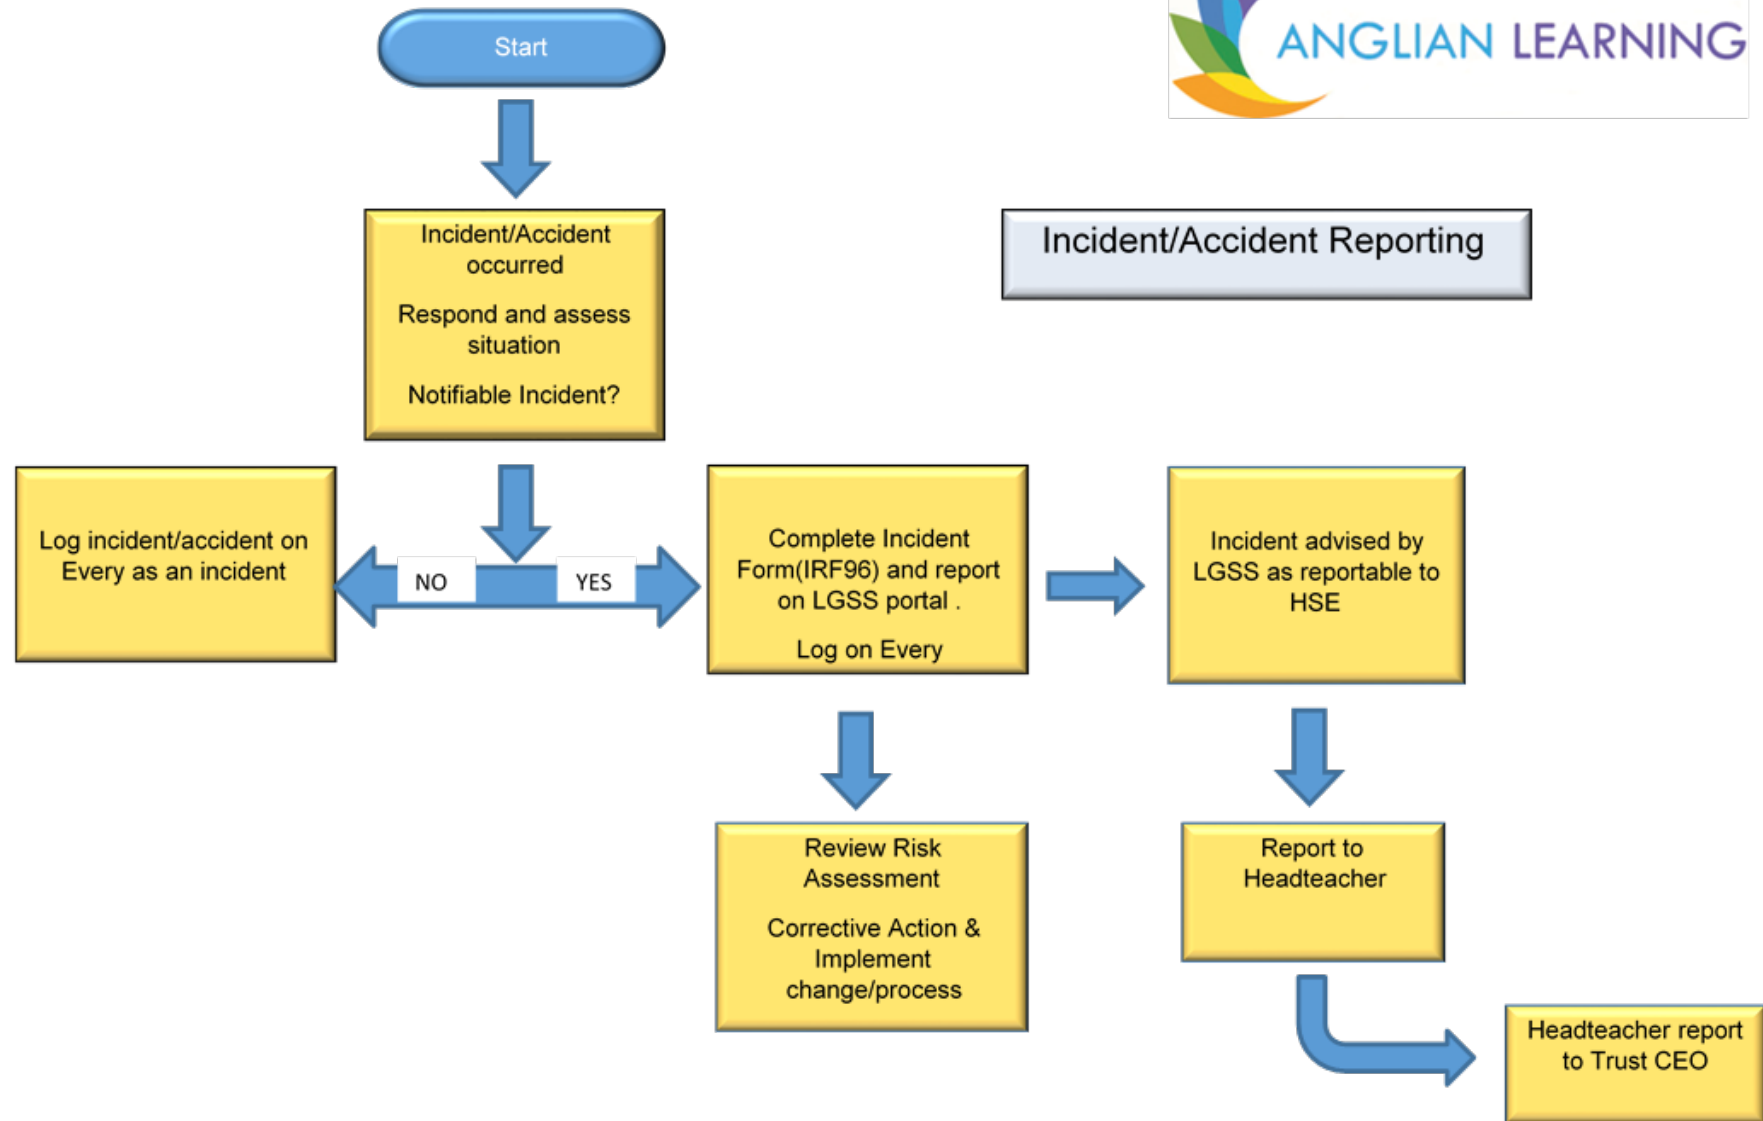 Start
ANGLIAN LEARNING
Incident/Accident
occurred
Respond and assess
situation
Notifiable Incident?
Incident/Accident Reporting
Log incident/accident on
Every as an incident
NO
YES
Complete Incident
Form(IRF96) and report
on LGSS portal .
Log on Every
Incident advised by
LGSS as reportable to
HSE
Review Risk
Assessment
Corrective Action &
Implement
change/process
Report to
Headteacher
Headteacher report
to Trust CEO